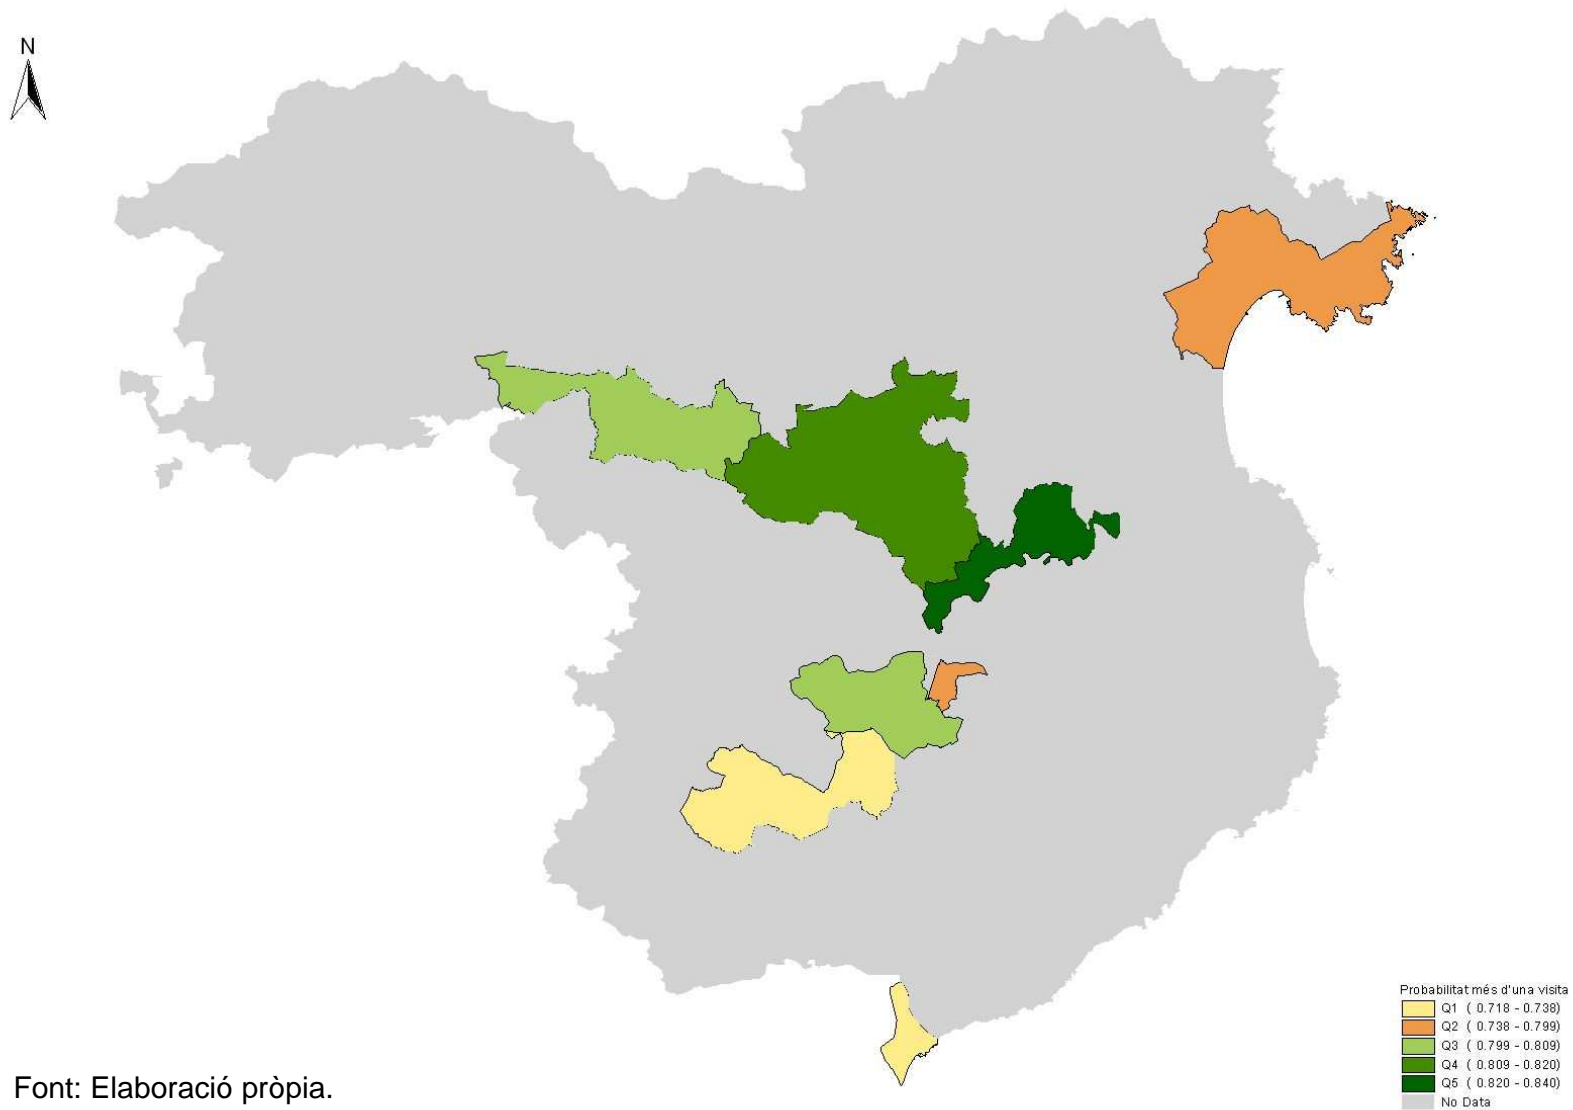 N
Probabilitat més d'una visita
Q1 ( 0.718 - 0.738)
Q2 ( 0.738 - 0.799)
Q3 ( 0.799 - 0.809)
Q4 ( 0.809 - 0.820)
Q5 ( 0.820 - 0.840)
No Data
Font: Elaboració pròpia.